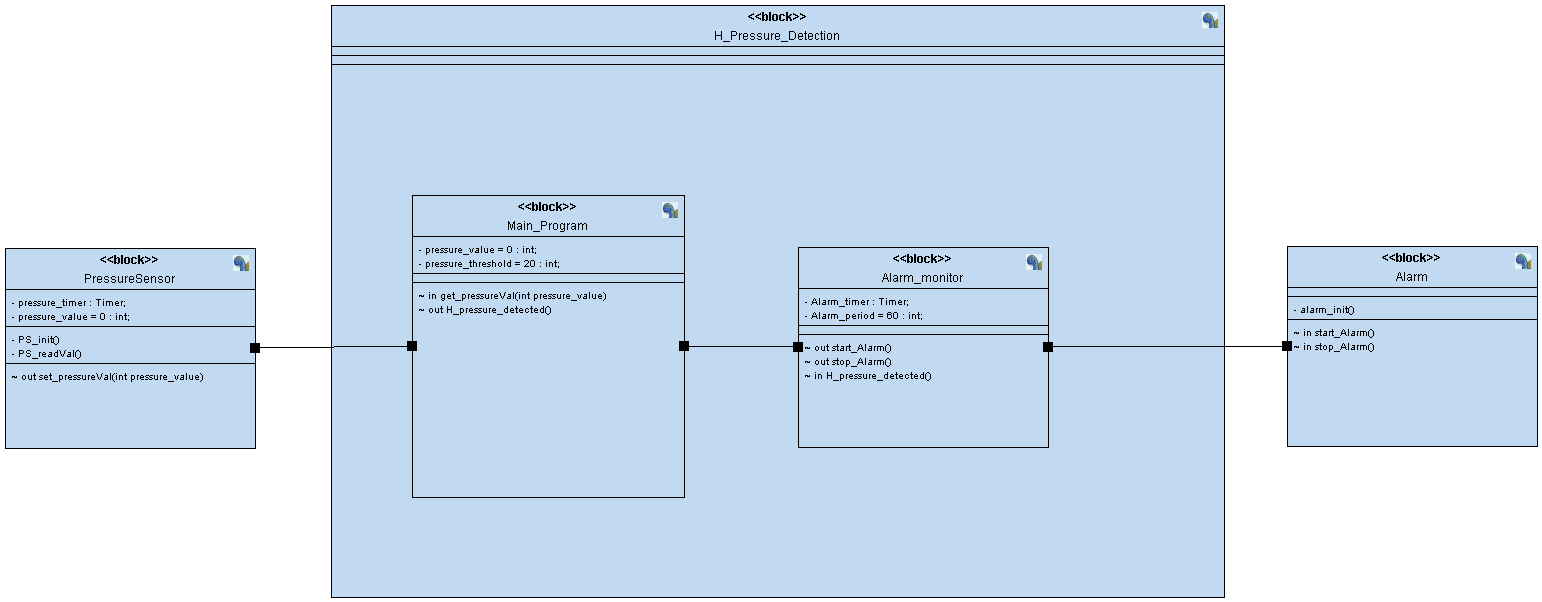 <<block>>
H_Pressure_Detection
<<block>>
PressureSensor
- pressure_timer : Timer;
- pressure_value = 0 : int;
- PS_init()
- PS_readVal()
~ out set_pressureVal(int pressure_value)
<<block>>
Main_Program
- pressure_value = 0 : int;
- pressure_threshold = 20 : int;
~ in get_pressureVal(int pressure_value)
~ out H_pressure_detected()
<<block>>
Alarm_monitor
- Alarm_timer : Timer;
- Alarm_period = 60 : int;
~ out start_Alarm()
~ out stop_Alarm()
~ in H_pressure_detected()
<<block>>
Alarm
- alarm_init()
~ in start_Alarm()
~ in stop_Alarm()